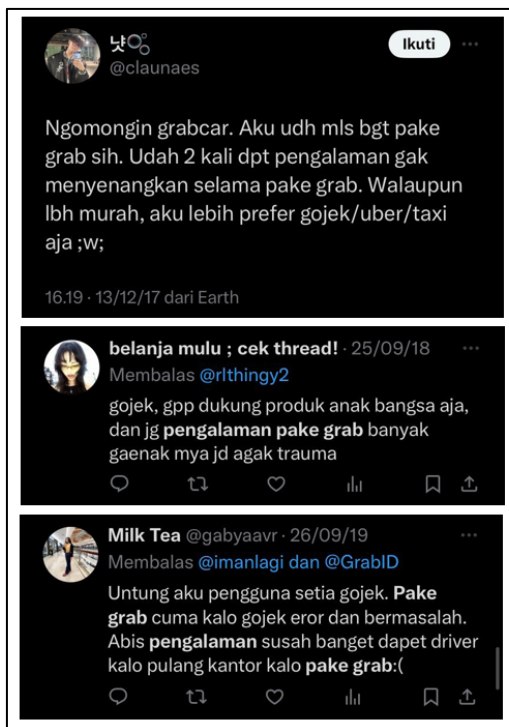 냣
Ikuti
@claunaes
Ngomongin grabcar. Aku udh mls bgt pake
grab sih. Udah 2 kali dpt pengalaman gak
menyenangkan selama pake grab. Walaupun
lbh murah, aku lebih prefer gojek/uber/taxi
aja ;w;
16.19 · 13/12/17 dari Earth
belanja mulu ; cek thread! · 25/09/18
Membalas @rlthingy2
gojek, gpp dukung produk anak bangsa aja,
dan jg pengalaman pake grab banyak
gaenak mya jd agak trauma
Milk Tea @gabyaavr · 26/09/19
Membalas @imanlagi dan @GrabID
Untung aku pengguna setia gojek. Pake
grab cuma kalo gojek eror dan bermasalah.
Abis pengalaman susah banget dapet driver
kalo pulang kantor kalo pake grab:(